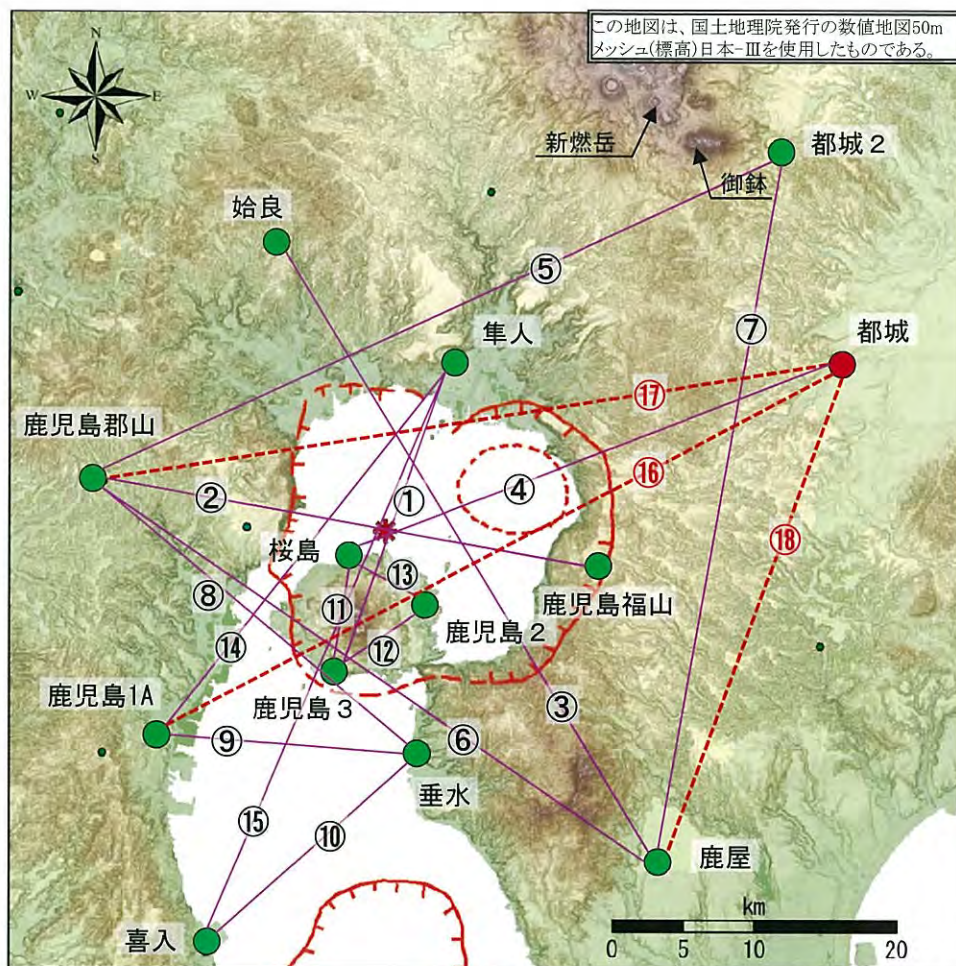 この地図は、国土地理院発行の数値地図50m
メッシュ(標高)日本-Ⅲを使用したものである。
N
W
E
S
新燃岳
御鉢
都城2
姶良
⑤
⑦
隼人
都城
⑰
鹿児島郡山
⑯
②
①
④
桜島
⑬
⑱
⑧
⑪
鹿児島福山
鹿児島2
⑫
⑭
鹿児島1A
鹿児島3
③
⑨
⑥
垂水
⑮
⑩
鹿屋
km
喜入
0 5 10 20